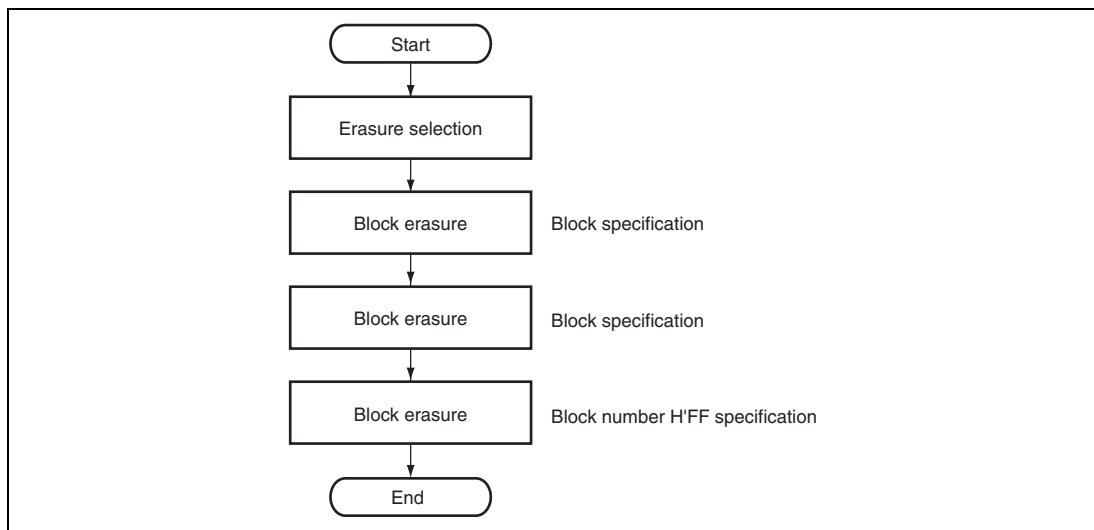 Start
Erasure selection
Block erasure
Block specification
Block erasure
Block specification
Block erasure
Block number H'FF specification
End